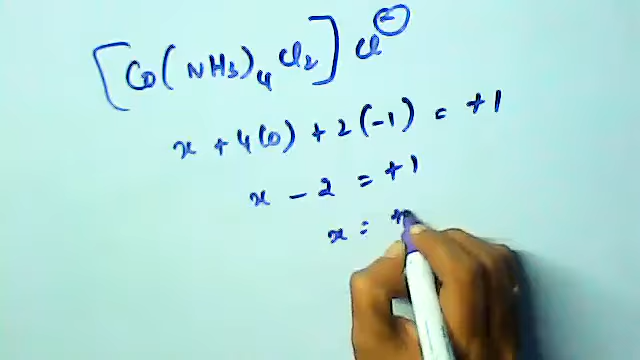 [Co(NH3)4Cl2]Cl⊖
x + 4(0) + 2(-1) = +1
x - 2 = +1
x = +